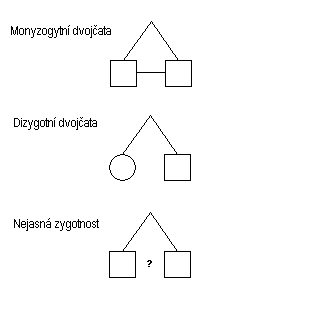 Monyzogytní dvojčata
Dizygotní dvojčata
Nejasná zygotnost
?